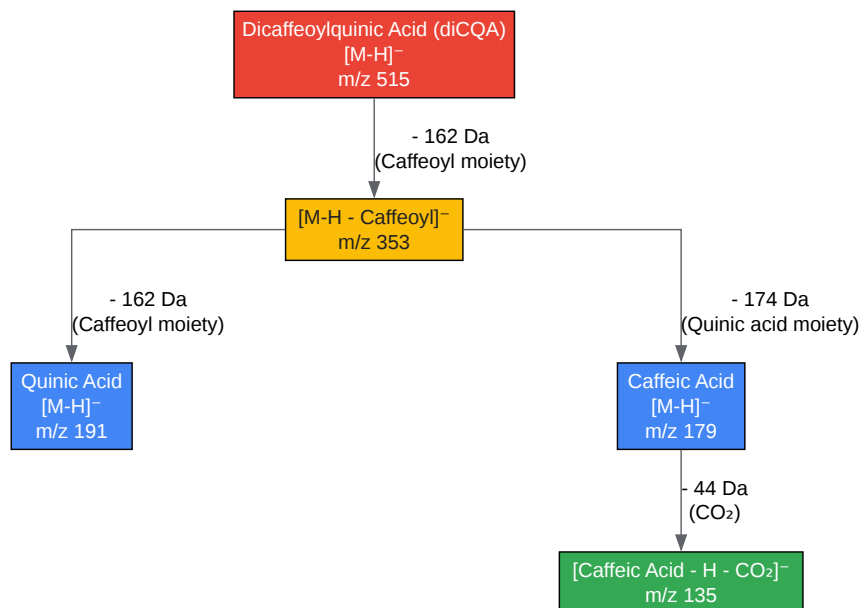 Dicaffeoylquinic Acid (diCQA)
[M-H]⁻
m/z 515
- 162 Da
(Caffeoyl moiety)
[M-H - Caffeoyl]⁻
m/z 353
- 162 Da
(Caffeoyl moiety)
- 174 Da
(Quinic acid moiety)
Quinic Acid
[M-H]⁻
m/z 191
Caffeic Acid
[M-H]⁻
m/z 179
- 44 Da
(CO₂)
[Caffeic Acid - H - CO₂]⁻
m/z 135